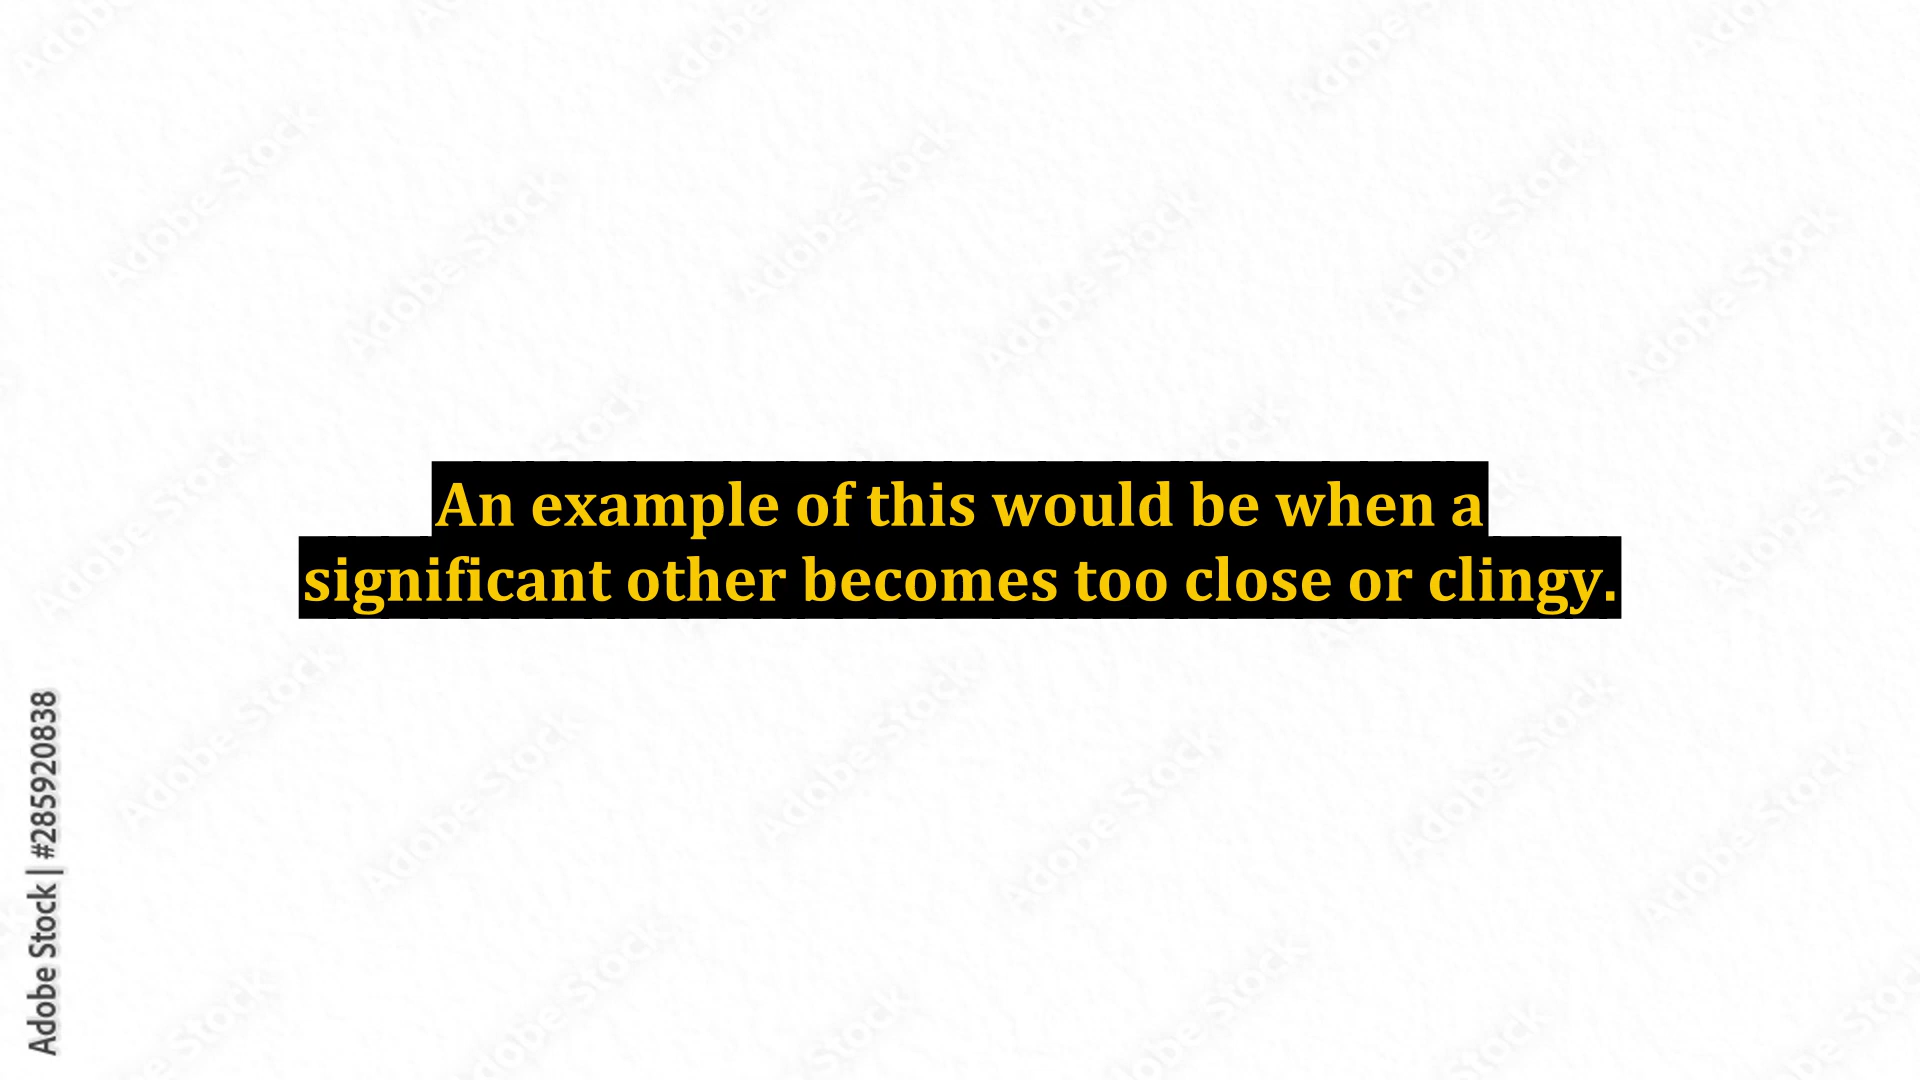 An example of this would be when a
significant other becomes too close or clingy.
Adobe Stock | #285920838